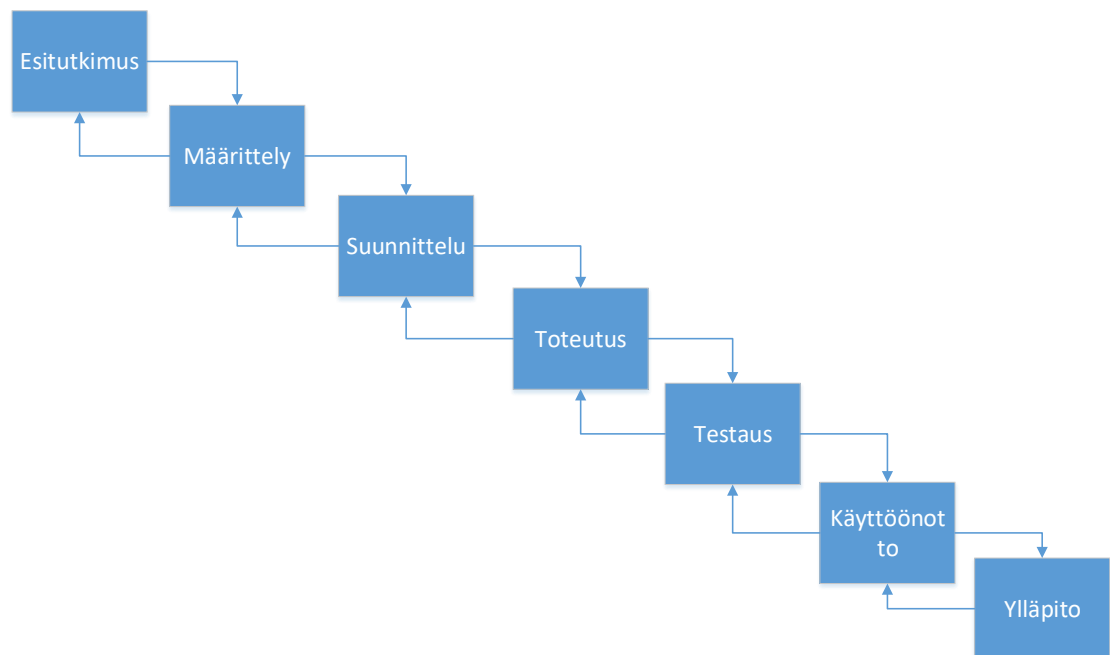 Esitutkimus
Määrittely
Suunnittelu
Toteutus
Testaus
Käyttöönot
to
Ylläpito